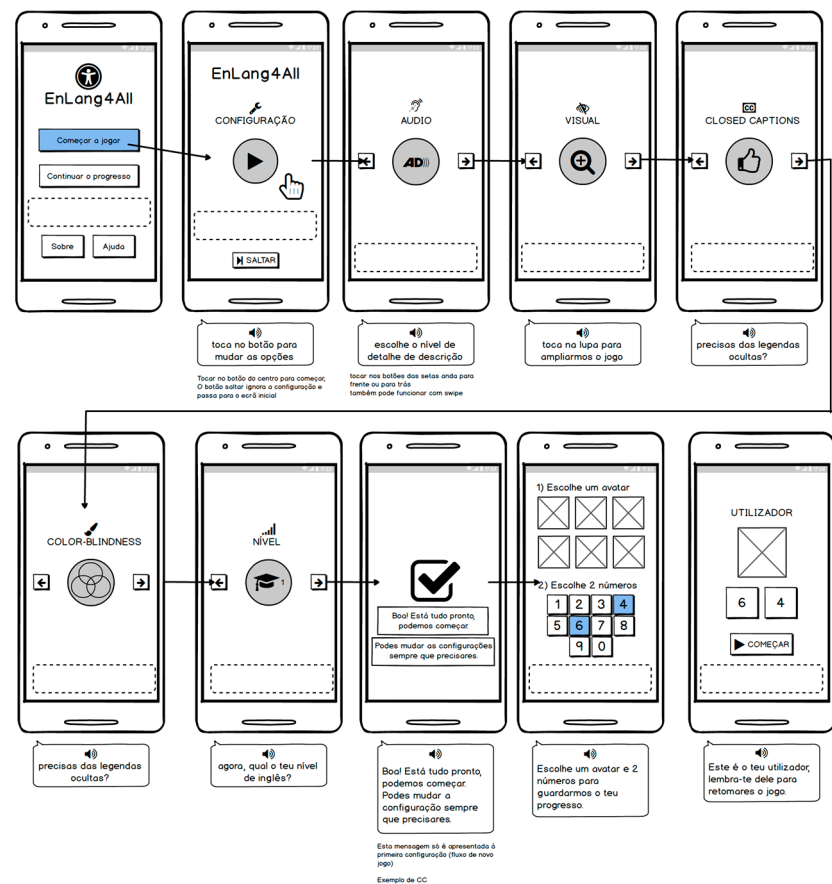 EnLang4All
Começar a jogar
Continuar o progresso
Sobre
Ajuda
EnLang4All
CONFIGURAÇÃO
SALTAR
toca no botão para
mudar as opções
Tocar no botão do centro para começar,
O botão saltar ignora a configuração e
passa para o ecrã inicial
AUDIO
AD
escolhe o nível de
detalhe de descrição
tocar nos botões das setas anda para
frente ou para trás
também pode funcionar com swipe
VISUAL
toca na lupa para
ampliarmos o jogo
CC
CLOSED CAPTIONS
precisas das legendas
ocultas?
COLOR-BLINDNESS
precisas das legendas
ocultas?
NÍVEL
1
agora, qual o teu nível
de inglês?
Boa! Está tudo pronto,
podemos começar.
Podes mudar as configurações
sempre que precisares.
Boa! Está tudo pronto,
podemos começar.
Podes mudar a
configuração sempre
que precisares.
Esta mensagem só é apresentada à
primeira configuração (fluxo de novo
jogo)
Exemplo de CC
1) Escolhe um avatar
2) Escolhe 2 números
1 2 3 4
5 6 7 8
9 0
Escolhe um avatar e 2
números para
guardarmos o teu
progresso.
UTILIZADOR
6 4
COMEÇAR
Este é o teu utilizador,
lembra-te dele para
retomares o jogo.